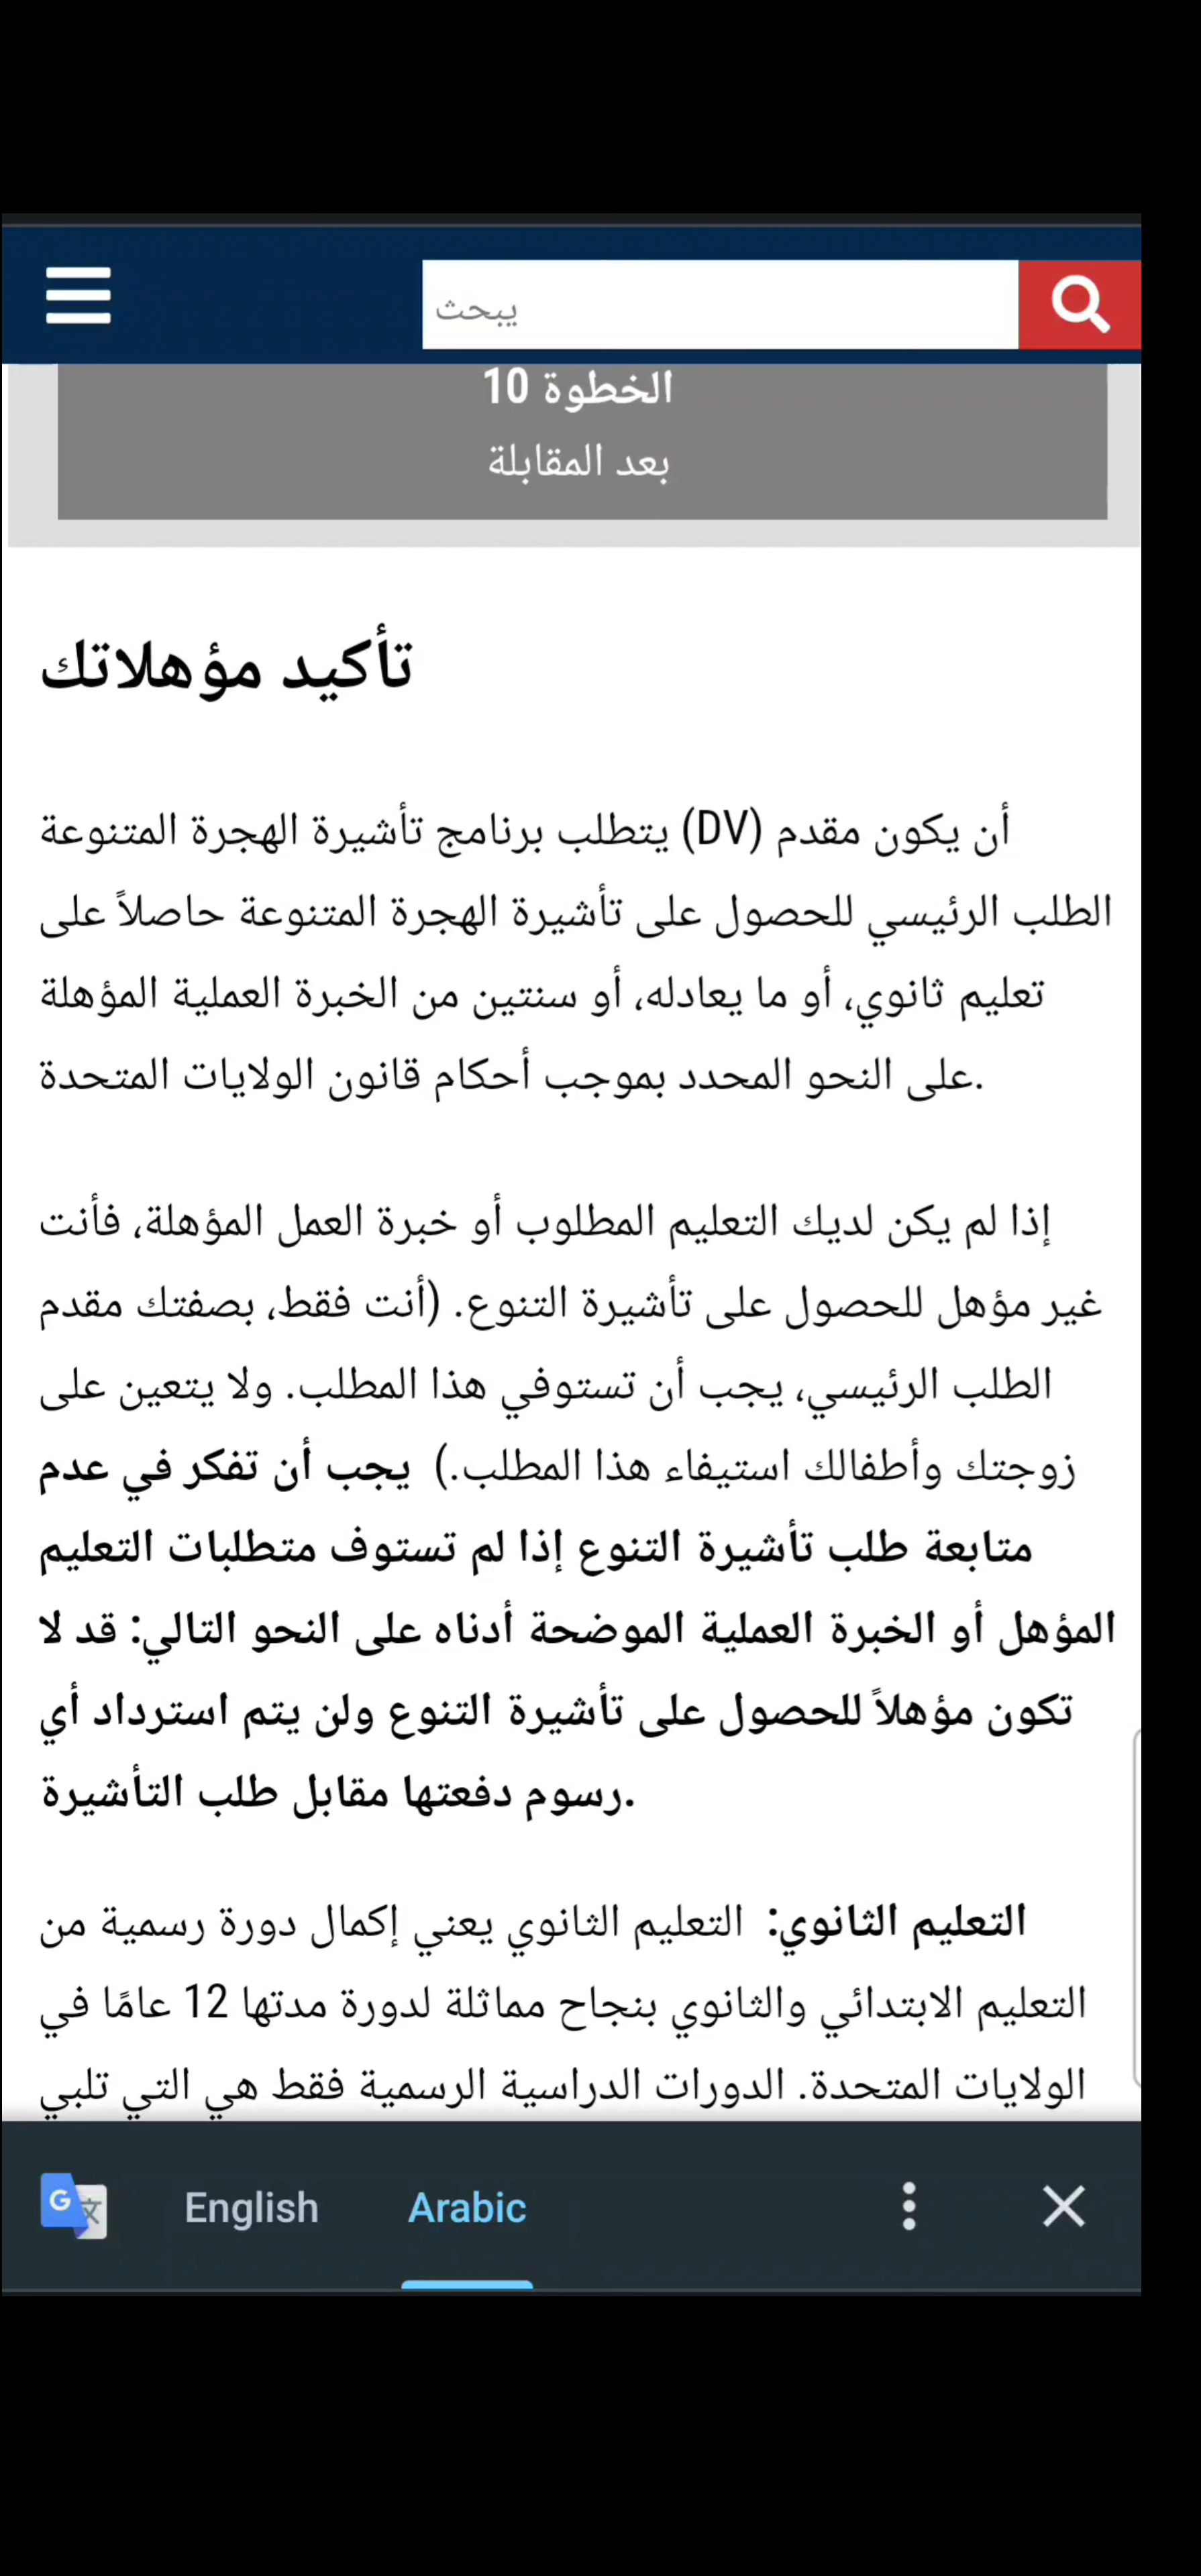 يبحث
الخطوة 10
بعد المقابلة
تأكيد مؤهلاتك
أن يكون مقدم (DV) يتطلب برنامج تأشيرة الهجرة المتنوعة
الطلب الرئيسي للحصول على تأشيرة الهجرة المتنوعة حاصلاً على
تعليم ثانوي، أو ما يعادله، أو سنتين من الخبرة العملية المؤهلة
.على النحو المحدد بموجب أحكام قانون الولايات المتحدة
إذا لم يكن لديك التعليم المطلوب أو خبرة العمل المؤهلة، فأنت
غير مؤهل للحصول على تأشيرة التنوع. (أنت فقط، بصفتك مقدم
الطلب الرئيسي، يجب أن تستوفي هذا المطلب. ولا يتعين على
زوجتك وأطفالك استيفاء هذا المطلب.) يجب أن تفكر في عدم
متابعة طلب تأشيرة التنوع إذا لم تستوف متطلبات التعليم
المؤهل أو الخبرة العملية الموضحة أدناه على النحو التالي: قد لا
تكون مؤهلاً للحصول على تأشيرة التنوع ولن يتم استرداد أي
.رسوم دفعتها مقابل طلب التأشيرة
التعليم الثانوي: التعليم الثانوي يعني إكمال دورة رسمية من
التعليم الابتدائي والثانوي بنجاح مماثلة لدورة مدتها 12 عامًا في
الولايات المتحدة. الدورات الدراسية الرسمية فقط هي التي تلبي
English Arabic